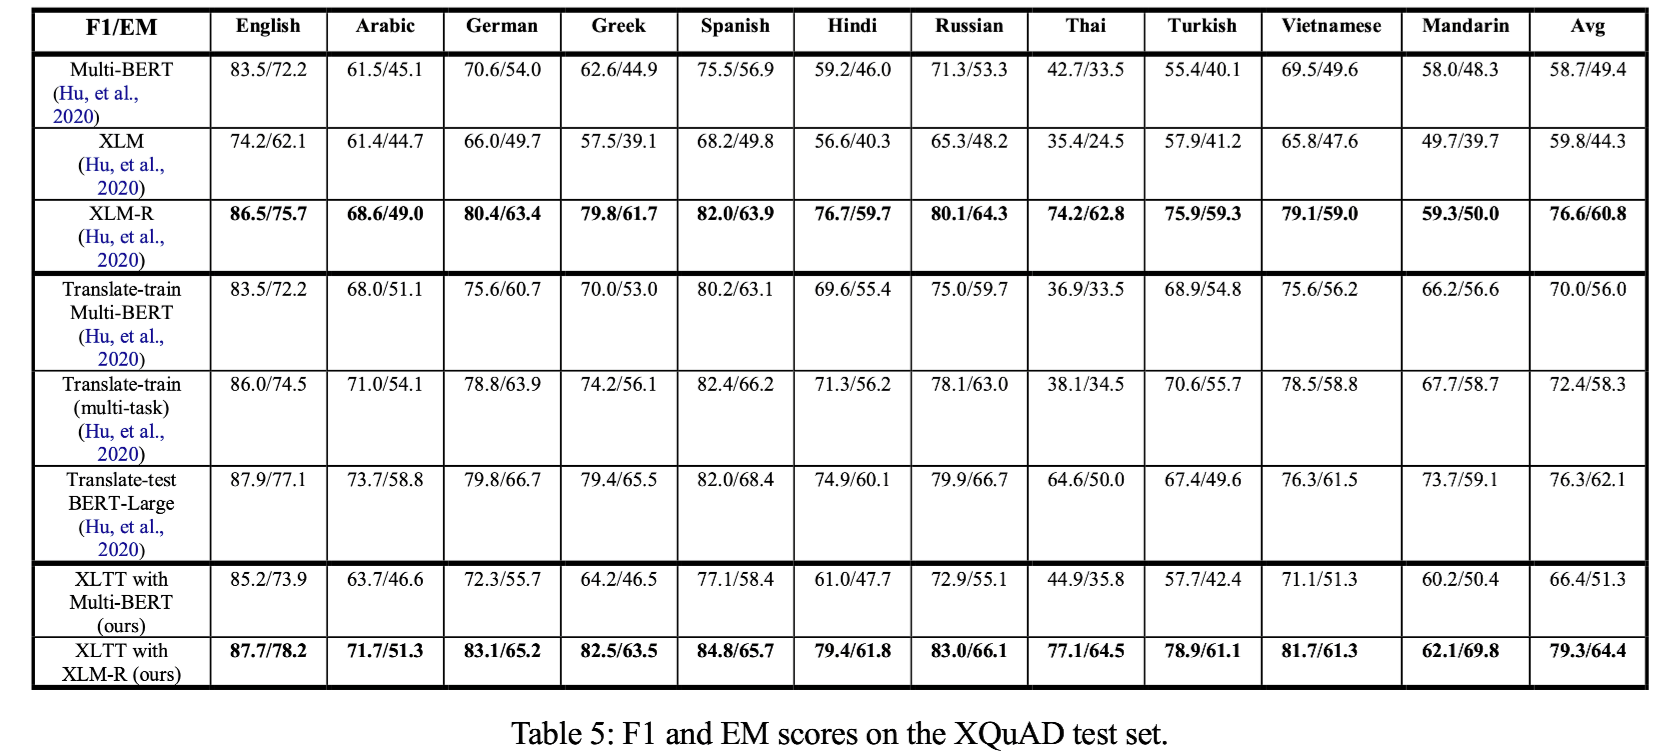 F1/EM English Arabic German Greek Spanish Hindi Russian Thai Turkish Vietnamese Mandarin Avg
Multi-BERT 83.5/72.2 61.5/45.1 70.6/54.0 62.6/44.9 75.5/56.9 59.2/46.0 71.3/53.3 42.7/33.5 55.4/40.1 69.5/49.6 58.0/48.3 58.7/49.4
(Hu, et al.,
2020)
XLM 74.2/62.1 61.4/44.7 66.0/49.7 57.5/39.1 68.2/49.8 56.6/40.3 65.3/48.2 35.4/24.5 57.9/41.2 65.8/47.6 49.7/39.7 59.8/44.3
(Hu, et al.,
2020)
XLM-R 86.5/75.7 68.6/49.0 80.4/63.4 79.8/61.7 82.0/63.9 76.7/59.7 80.1/64.3 74.2/62.8 75.9/59.3 79.1/59.0 59.3/50.0 76.6/60.8
(Hu, et al.,
2020)
Translate-train 83.5/72.2 68.0/51.1 75.6/60.7 70.0/53.0 80.2/63.1 69.6/55.4 75.0/59.7 36.9/33.5 68.9/54.8 75.6/56.2 66.2/56.6 70.0/56.0
Multi-BERT
(Hu, et al.,
2020)
Translate-train 86.0/74.5 71.0/54.1 78.8/63.9 74.2/56.1 82.4/66.2 71.3/56.2 78.1/63.0 38.1/34.5 70.6/55.7 78.5/58.8 67.7/58.7 72.4/58.3
(multi-task)
(Hu, et al.,
2020)
Translate-test 87.9/77.1 73.7/58.8 79.8/66.7 79.4/65.5 82.0/68.4 74.9/60.1 79.9/66.7 64.6/50.0 67.4/49.6 76.3/61.5 73.7/59.1 76.3/62.1
BERT-Large
(Hu, et al.,
2020)
XLTT with 85.2/73.9 63.7/46.6 72.3/55.7 64.2/46.5 77.1/58.4 61.0/47.7 72.9/55.1 44.9/35.8 57.7/42.4 71.1/51.3 60.2/50.4 66.4/51.3
Multi-BERT
(ours)
XLTT with 87.7/78.2 71.7/51.3 83.1/65.2 82.5/63.5 84.8/65.7 79.4/61.8 83.0/66.1 77.1/64.5 78.9/61.1 81.7/61.3 62.1/69.8 79.3/64.4
XLM-R (ours)
Table 5: F1 and EM scores on the XQuAD test set.